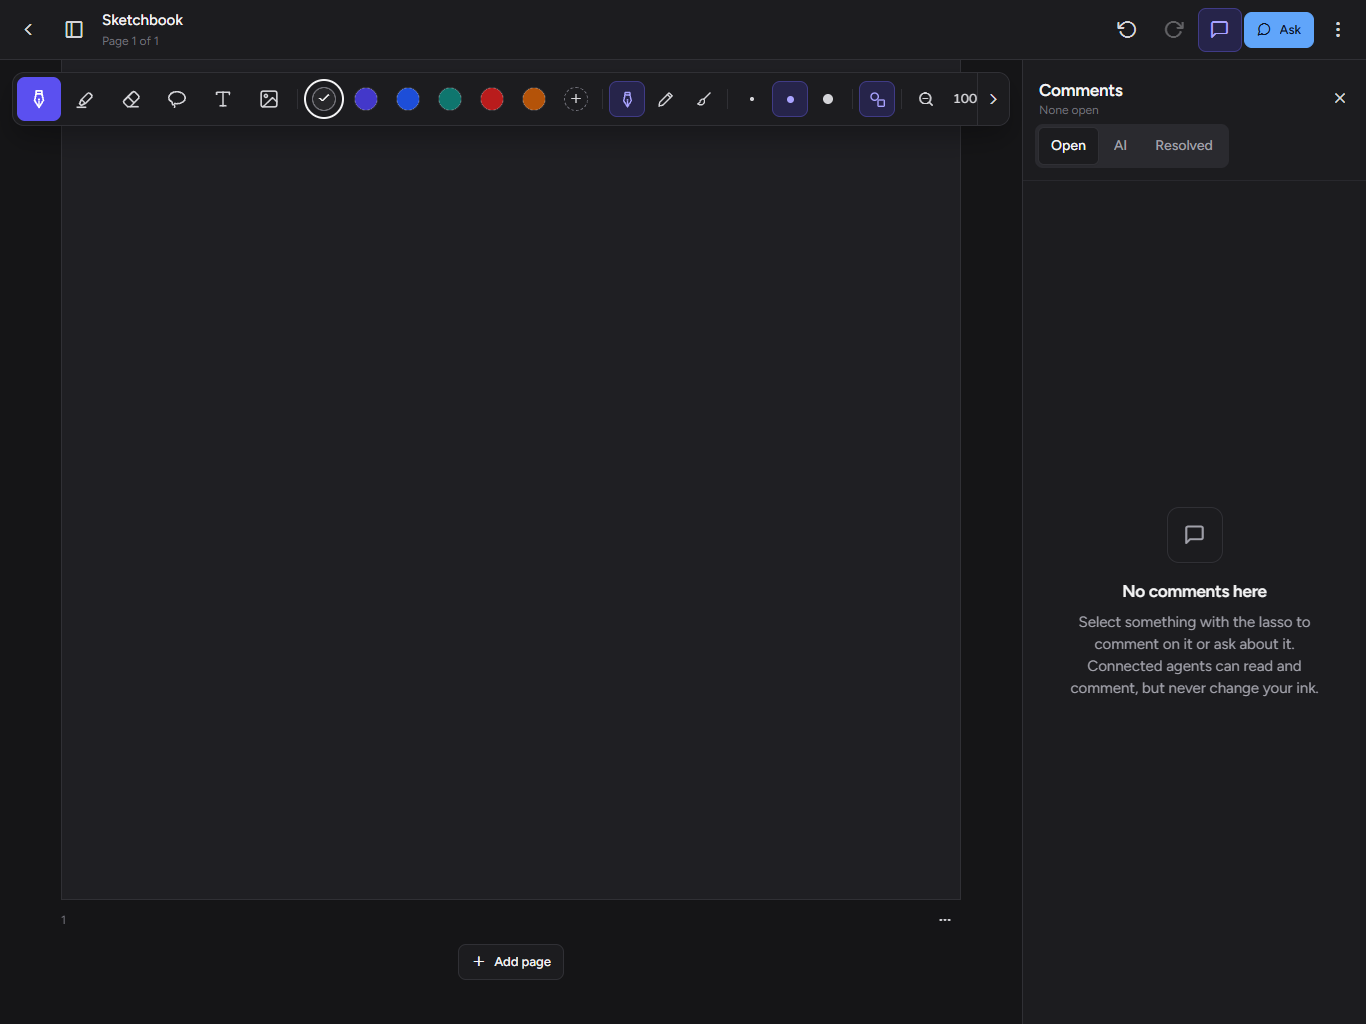 Sketchbook
Page 1 of 1
Ask
100
Comments
None open
Open
AI
Resolved
No comments here
Select something with the lasso to
comment on it or ask about it.
Connected agents can read and
comment, but never change your ink.
1
Add page